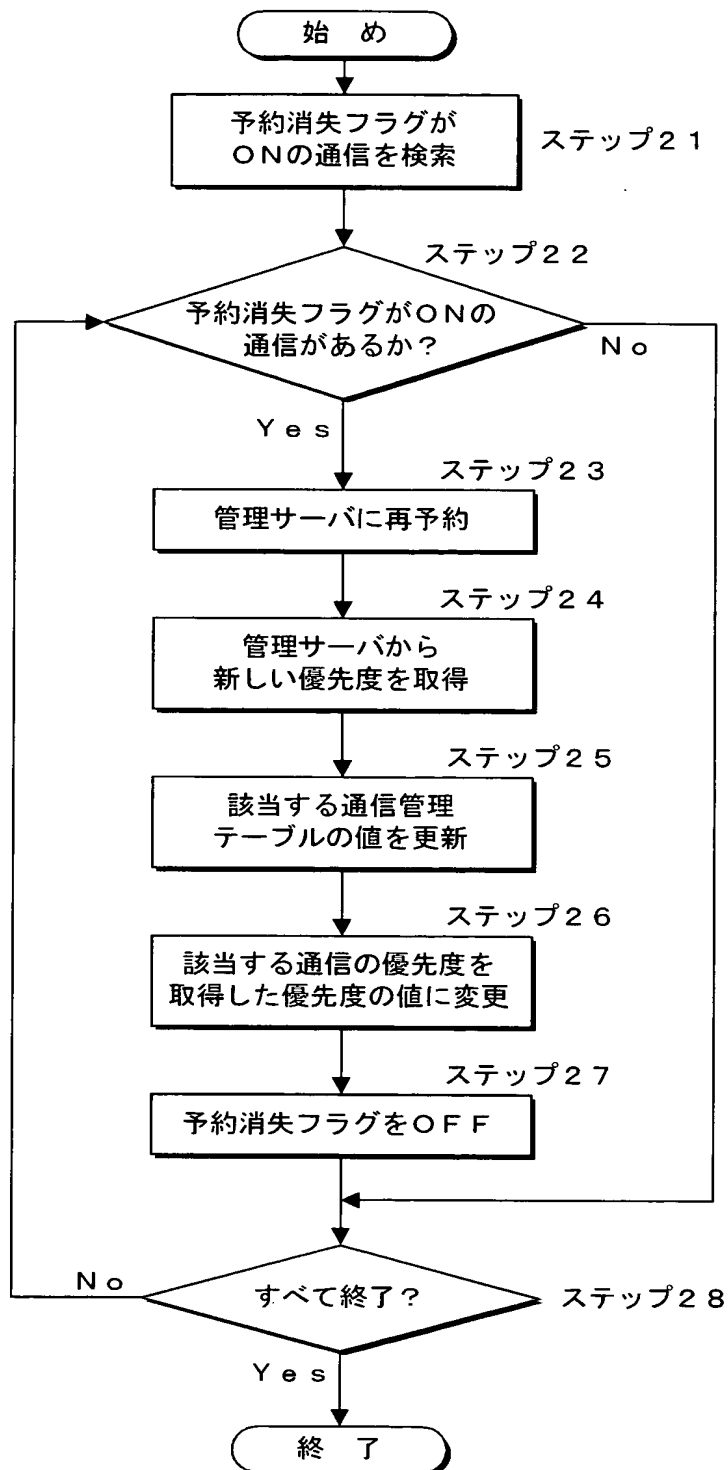 始 め
予約消失フラグが
ONの通信を検索
ステップ21
ステップ22
予約消失フラグがONの
通信があるか?
No
Yes
ステップ23
管理サーバに再予約
ステップ24
管理サーバから
新しい優先度を取得
ステップ25
該当する通信管理
テーブルの値を更新
ステップ26
該当する通信の優先度を
取得した優先度の値に変更
ステップ27
予約消失フラグをOFF
No
すべて終了?
ステップ28
Yes
終 了